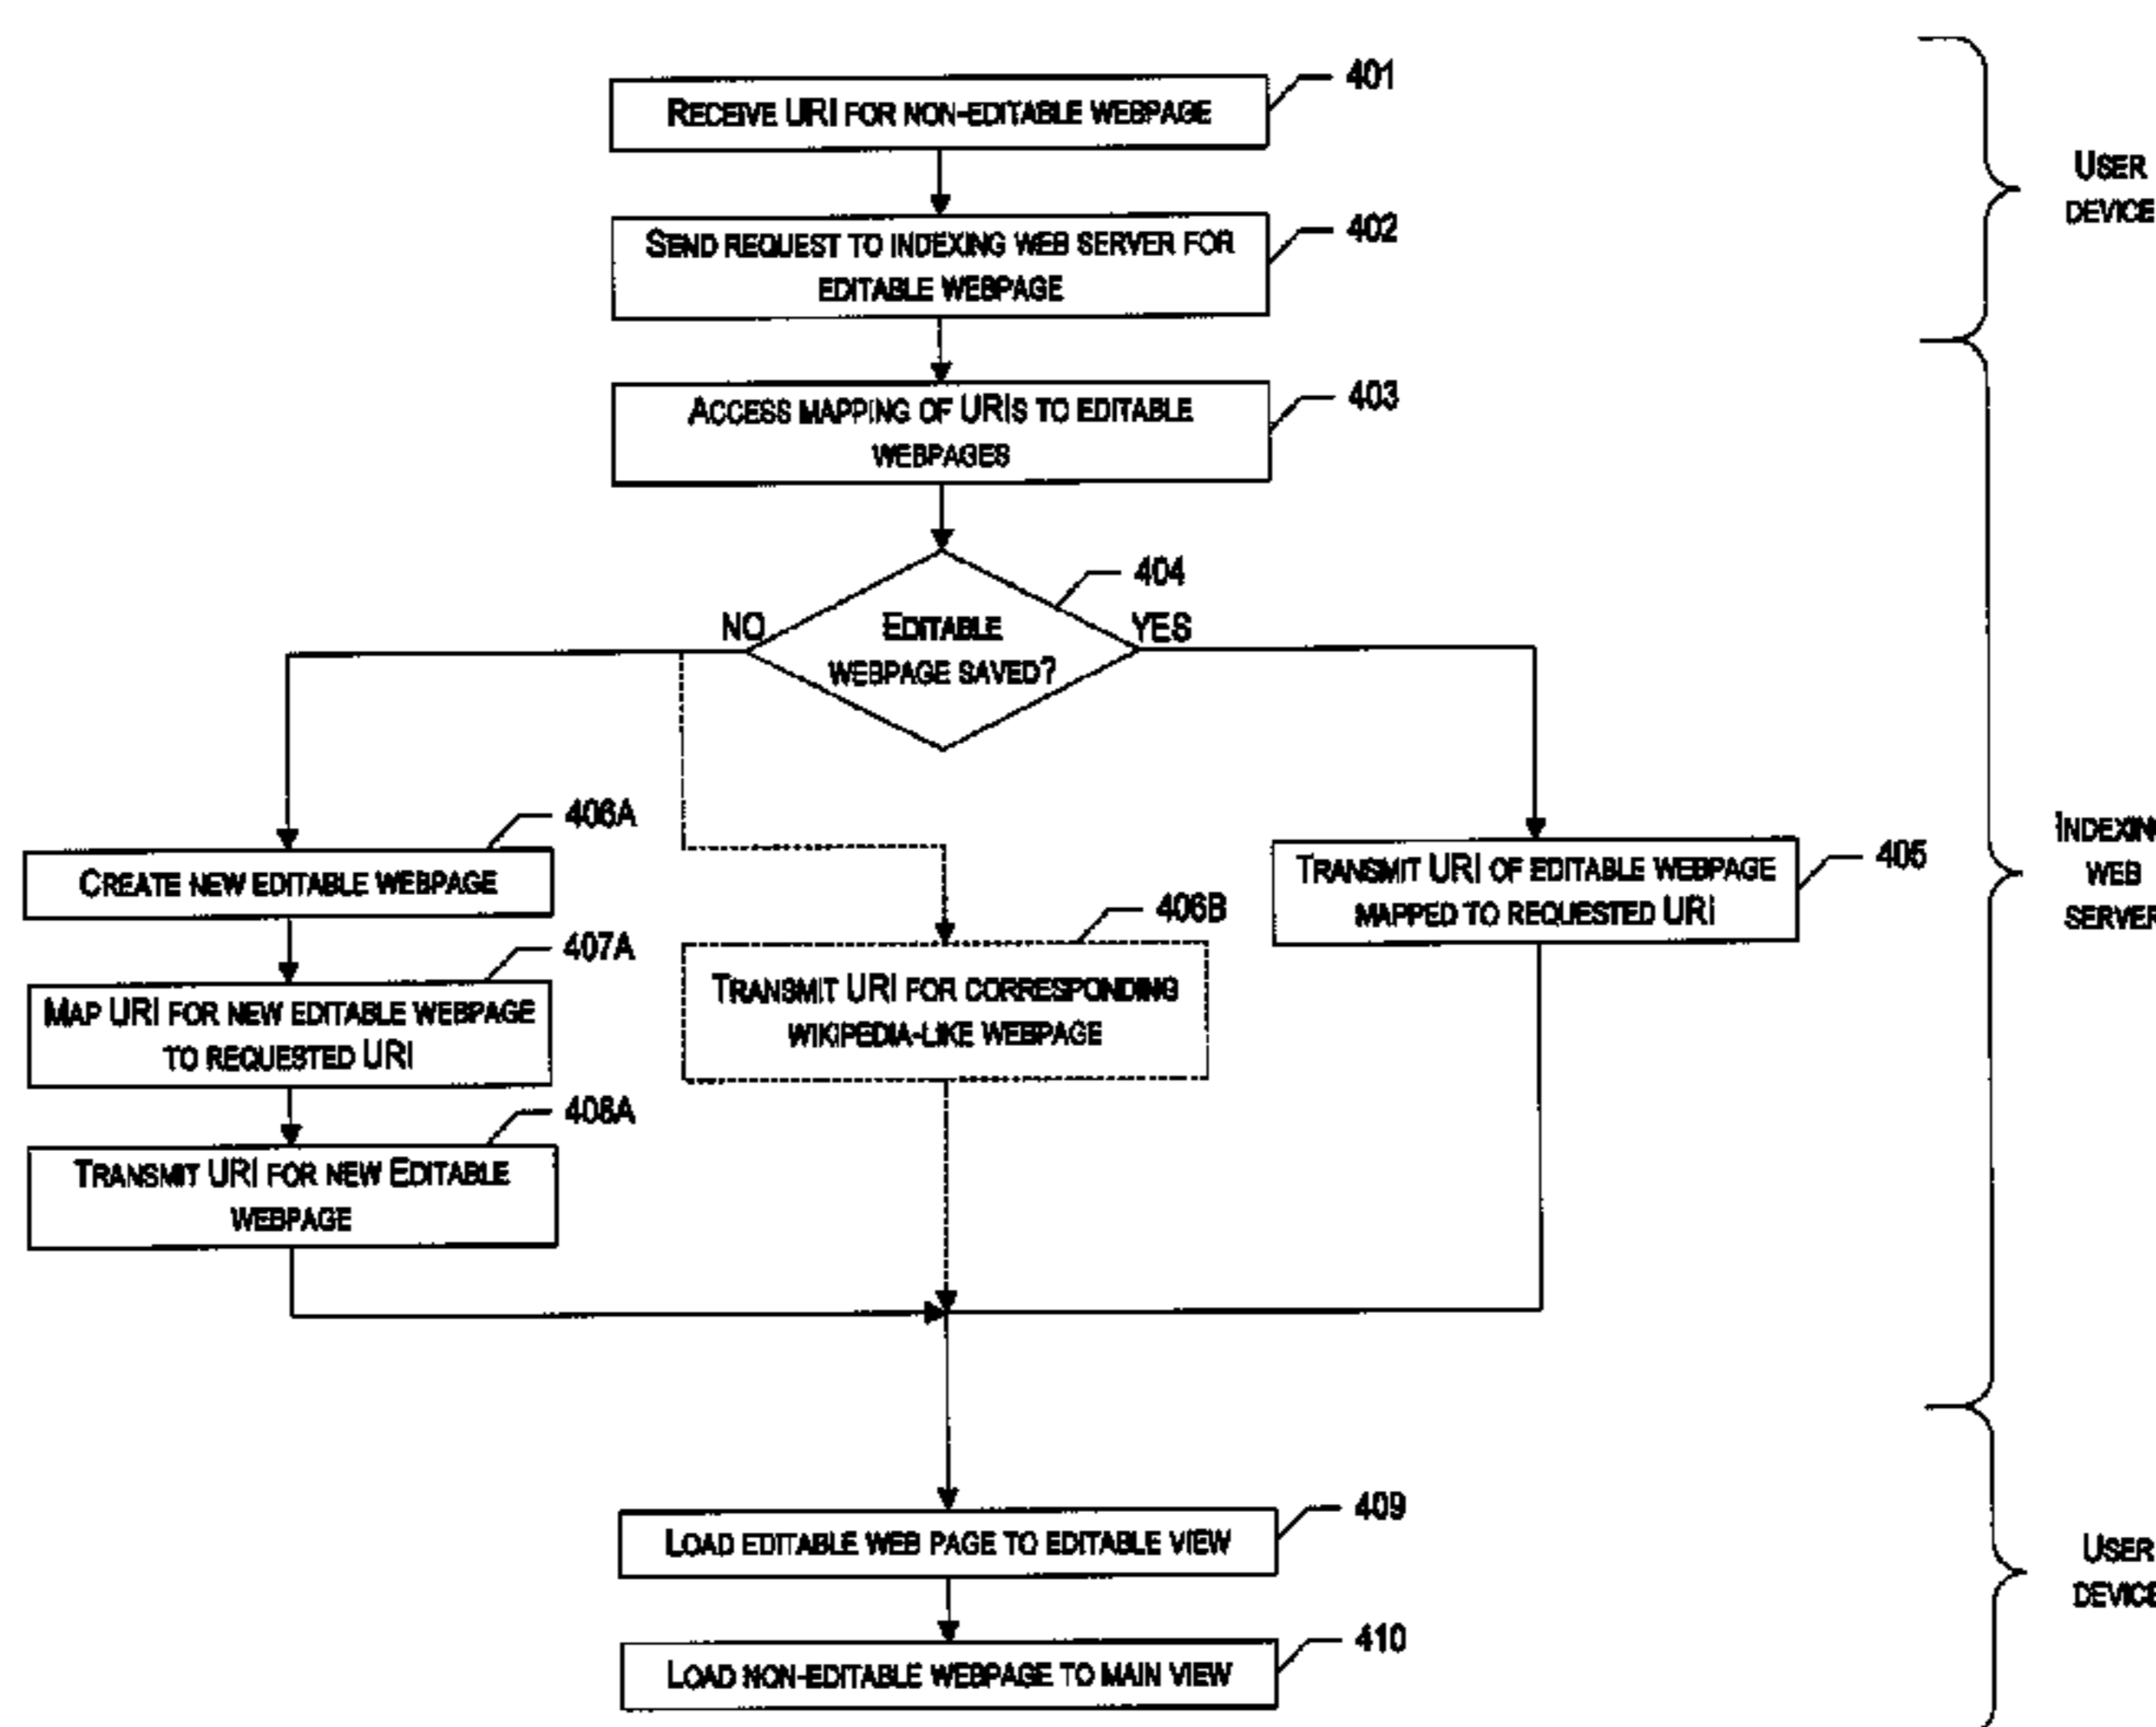 RECEIVE URI FOR NON-EDITABLE WEBPAGE
401
USER
DEVICE
SEND REQUEST TO INDEXING WEB SERVER FOR
EDITABLE WEBPAGE
402
ACCESS MAPPING OF URIS TO EDITABLE
WEBPAGES
403
404
NO
EDITABLE
WEBPAGE SAVED?
YES
406A
CREATE NEW EDITABLE WEBPAGE
TRANSMIT URI OF EDITABLE WEBPAGE
MAPPED TO REQUESTED URI
405
INDEXIN
WEB
SERVER
407A
MAP URI FOR NEW EDITABLE WEBPAGE
TO REQUESTED URI
406B
TRANSMIT URI FOR CORRESPONDING
WIKIPEDIA-LIKE WEBPAGE
408A
TRANSMIT URI FOR NEW EDITABLE
WEBPAGE
LOAD EDITABLE WEB PAGE TO EDITABLE VIEW
409
USER
DEVICE
LOAD NON-EDITABLE WEBPAGE TO MAIN VIEW
410